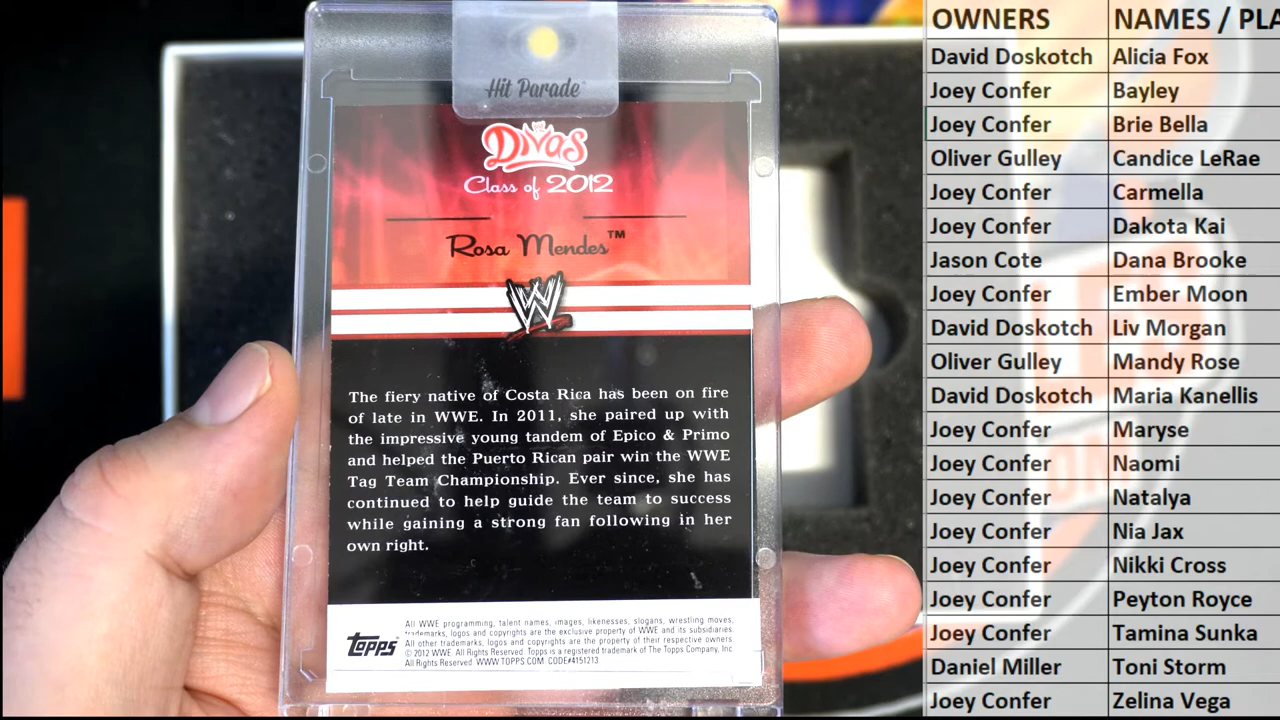 Hit Parade
Divas
Class of 2012
Rosa Mendes™
W
The fiery native of Costa Rica has been on fire
of late in WWE. In 2011, she paired up with
the impressive young tandem of Epico & Primo
and helped the Puerto Rican pair win the WWE
Tag Team Championship. Ever since, she has
continued to help guide the team to success
while gaining a strong fan following in her
own right.
topps
All WWE programming, talent names, images, likenesses, slogans, wrestling moves,
trademarks, logos and copyrights are the exclusive property of WWE and its subsidiaries.
All other trademarks, logos and copyrights are the property of their respective owners.
© 2012 WWE. All Rights Reserved. Topps is a registered trademark of The Topps Company, Inc.
All Rights Reserved. WWW.TOPPS.COM CODE#4151213
OWNERS NAMES / PLA
David Doskotch Alicia Fox
Joey Confer Bayley
Joey Confer Brie Bella
Oliver Gulley Candice LeRae
Joey Confer Carmella
Joey Confer Dakota Kai
Jason Cote Dana Brooke
Joey Confer Ember Moon
David Doskotch Liv Morgan
Oliver Gulley Mandy Rose
David Doskotch Maria Kanellis
Joey Confer Maryse
Joey Confer Naomi
Joey Confer Natalya
Joey Confer Nia Jax
Joey Confer Nikki Cross
Joey Confer Peyton Royce
Joey Confer Tamina Sunka
Daniel Miller Toni Storm
Joey Confer Zelina Vega